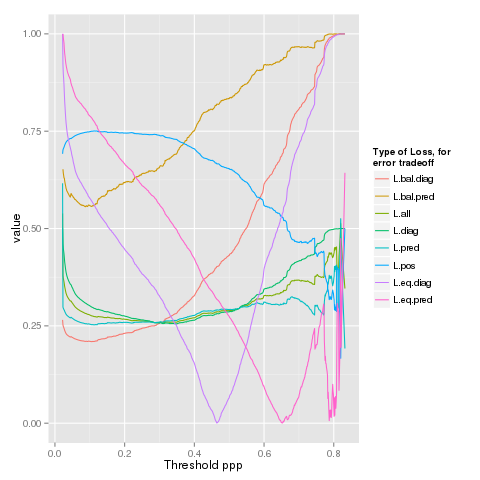 1.00
0.75
0.50
0.25
0.00
value
0.0
0.2
0.4
0.6
0.8
Threshold ppp
Type of Loss, for
error tradeoff
L.bal.diag
L.bal.pred
L.all
L.diag
L.pred
L.pos
L.eq.diag
L.eq.pred